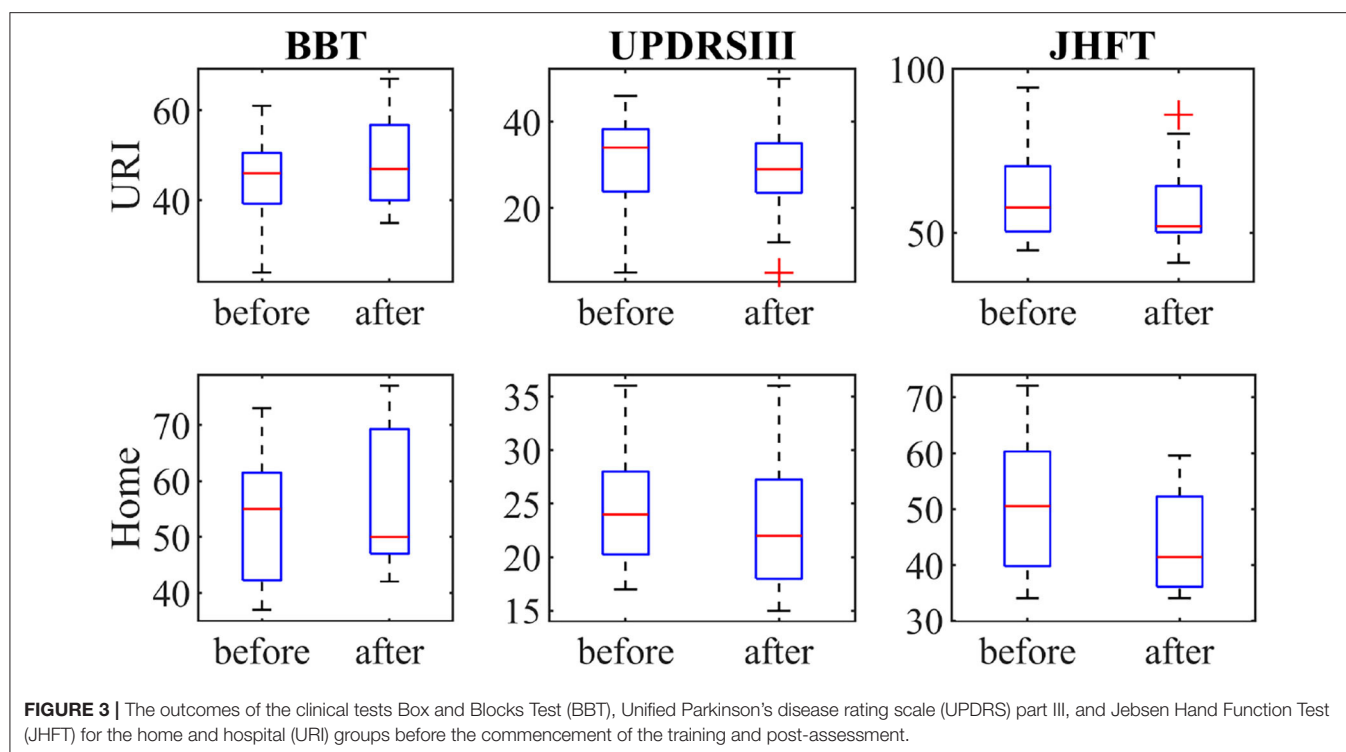 BBT UPDRSIII JHFT
URI
60
40
before after
40
20
before after
100
50
before after
Home
70
60
50
40
before after
35
30
25
20
15
before after
70
60
50
40
30
before after
FIGURE 3 | The outcomes of the clinical tests Box and Blocks Test (BBT), Unified Parkinson's disease rating scale (UPDRS) part III, and Jebsen Hand Function Test
(JHFT) for the home and hospital (URI) groups before the commencement of the training and post-assessment.